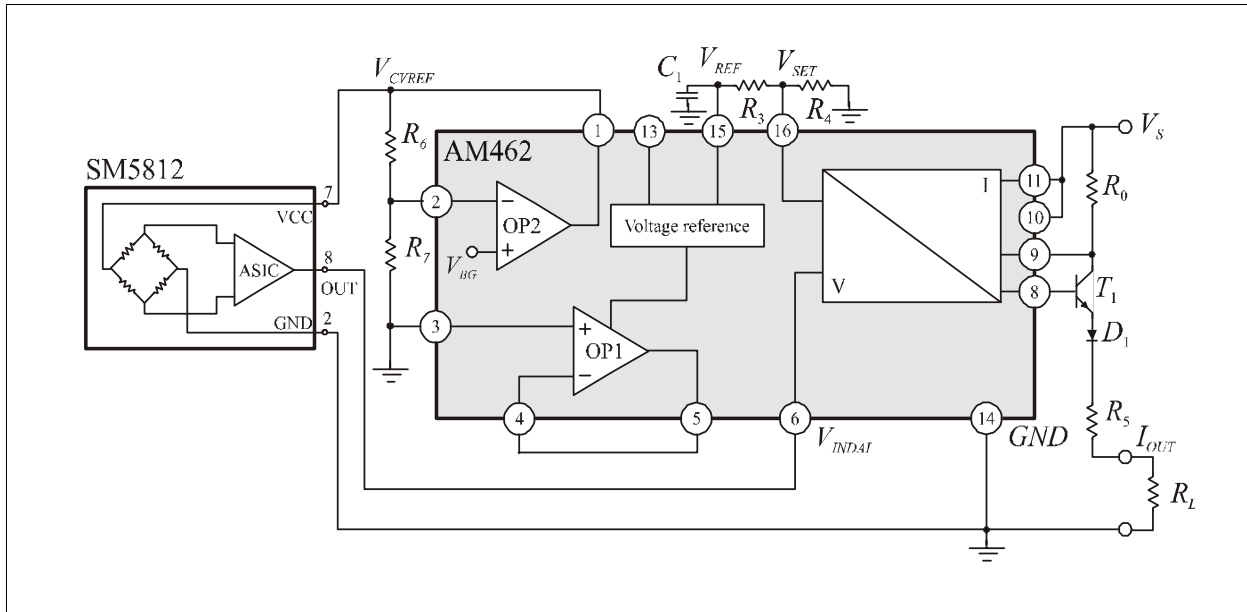 V_CVREF
C_1
V_REF
V_SET
R_3
R_4
R_6
1
13
15
16
AM462
V_S
SM5812
7
VCC
2
−
OP2
+
V_BG
Voltage reference
I
V
11
10
9
8
R_0
T_1
D_1
ASIC
8
OUT
R_7
GND
2
3
+
OP1
−
4
5
6
V_INDAI
14
GND
R_5
I_OUT
R_L